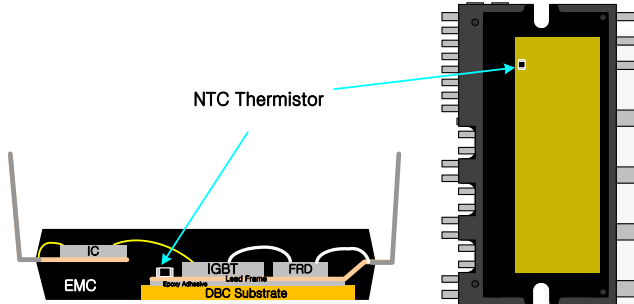 NTC Thermistor
IC
IGBT
FRD
Lead Frame
Epoxy Adhesive
EMC
DBC Substrate